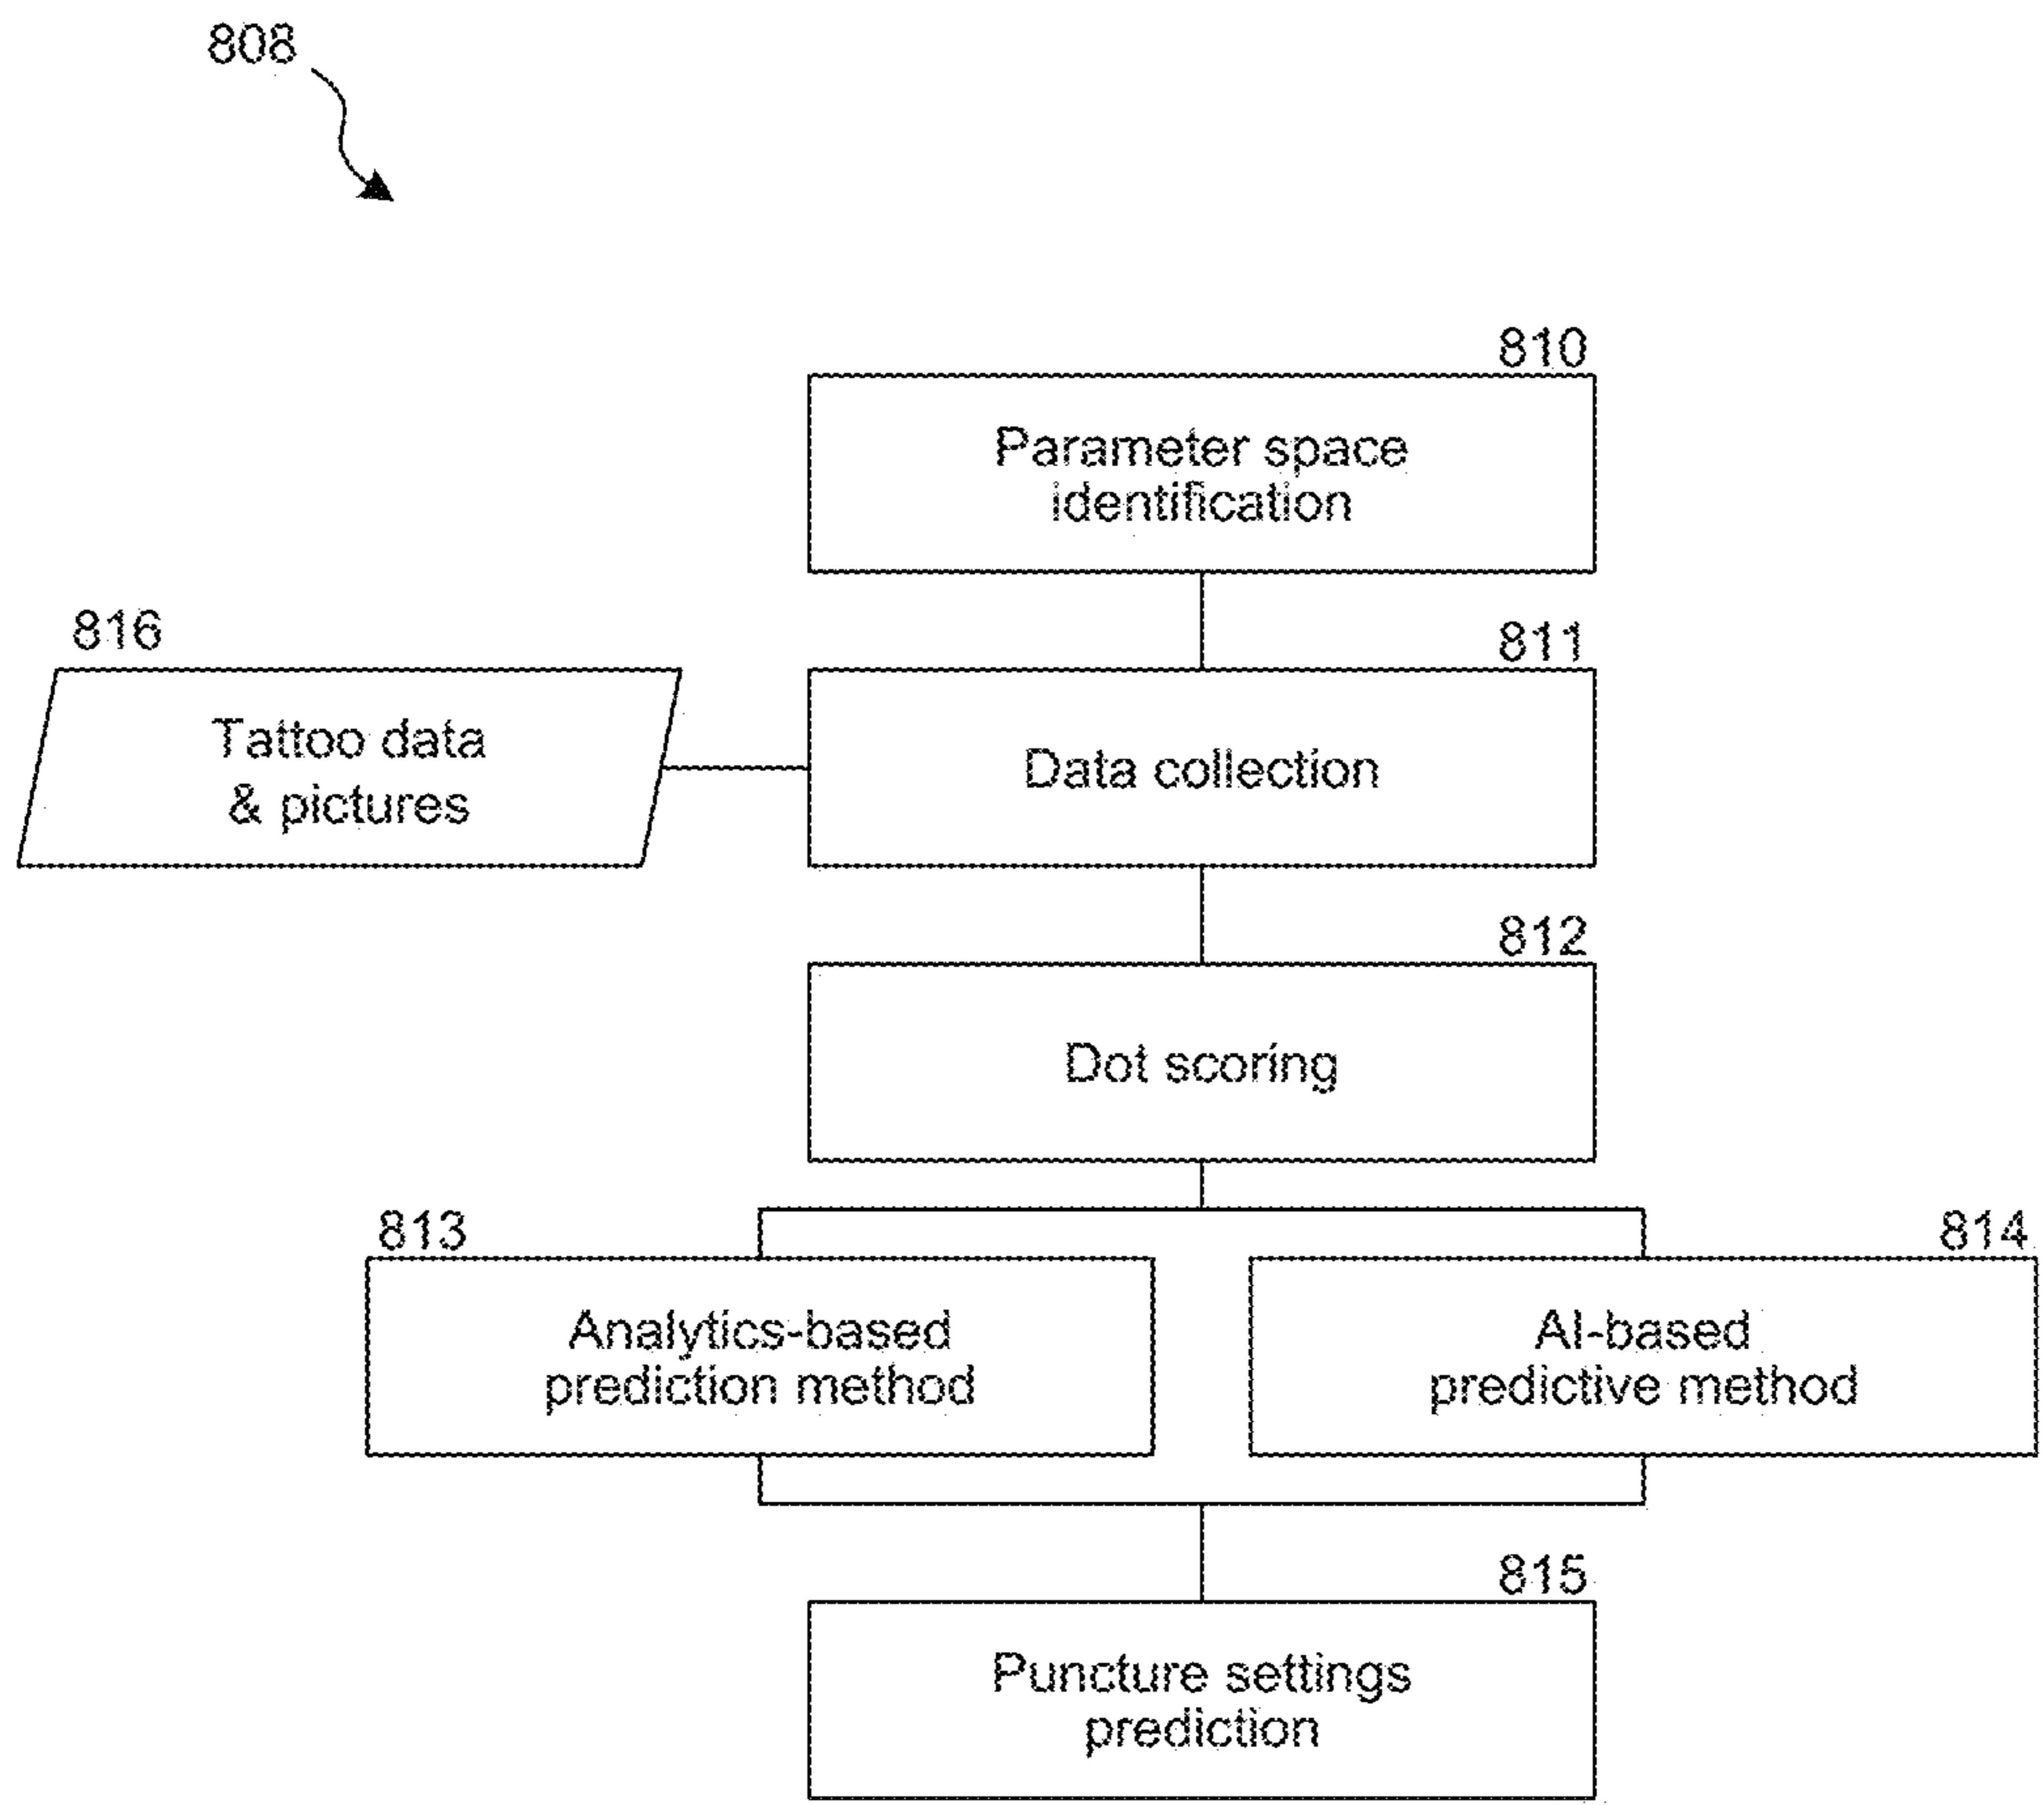 808
810
Parameter space
identification
816
811
Tattoo data
& pictures
Data collection
812
Dot scoring
813
814
Analytics-based
prediction method
AI-based
predictive method
815
Puncture settings
prediction